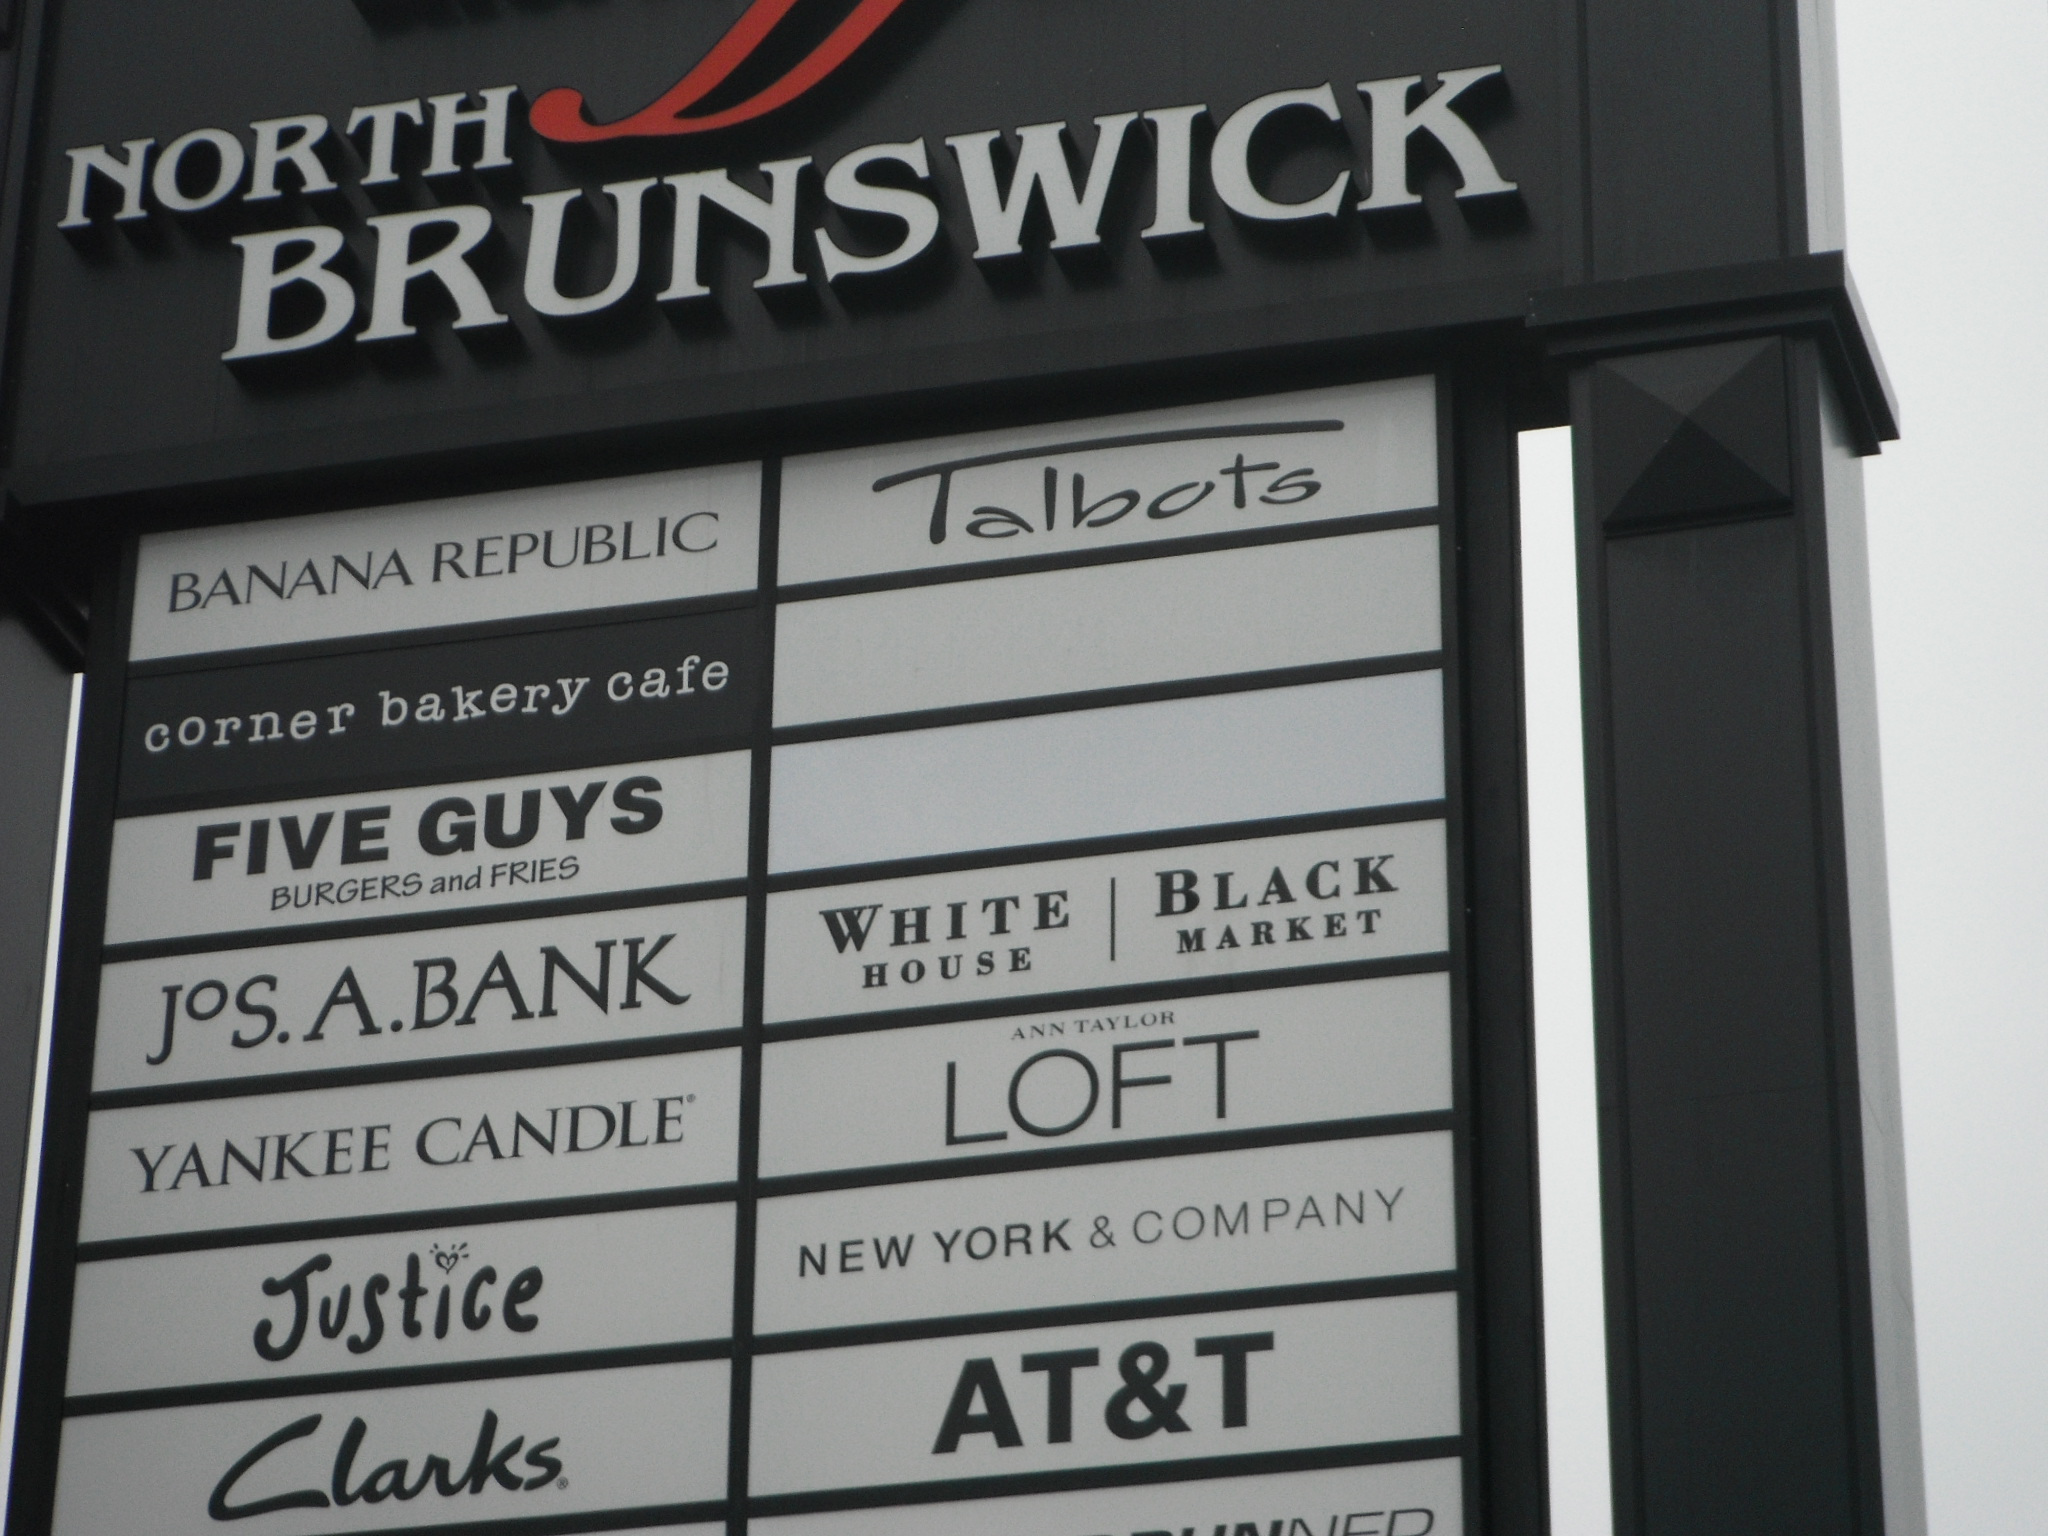 NORTH
BRUNSWICK
BANANA REPUBLIC
corner bakery cafe
FIVE GUYS
BURGERS and FRIES
JoS. A. BANK
YANKEE CANDLE®
Justice
Clarks®
Talbots
WHITE HOUSE | BLACK MARKET
ANN TAYLOR
LOFT
NEW YORK & COMPANY
AT&T